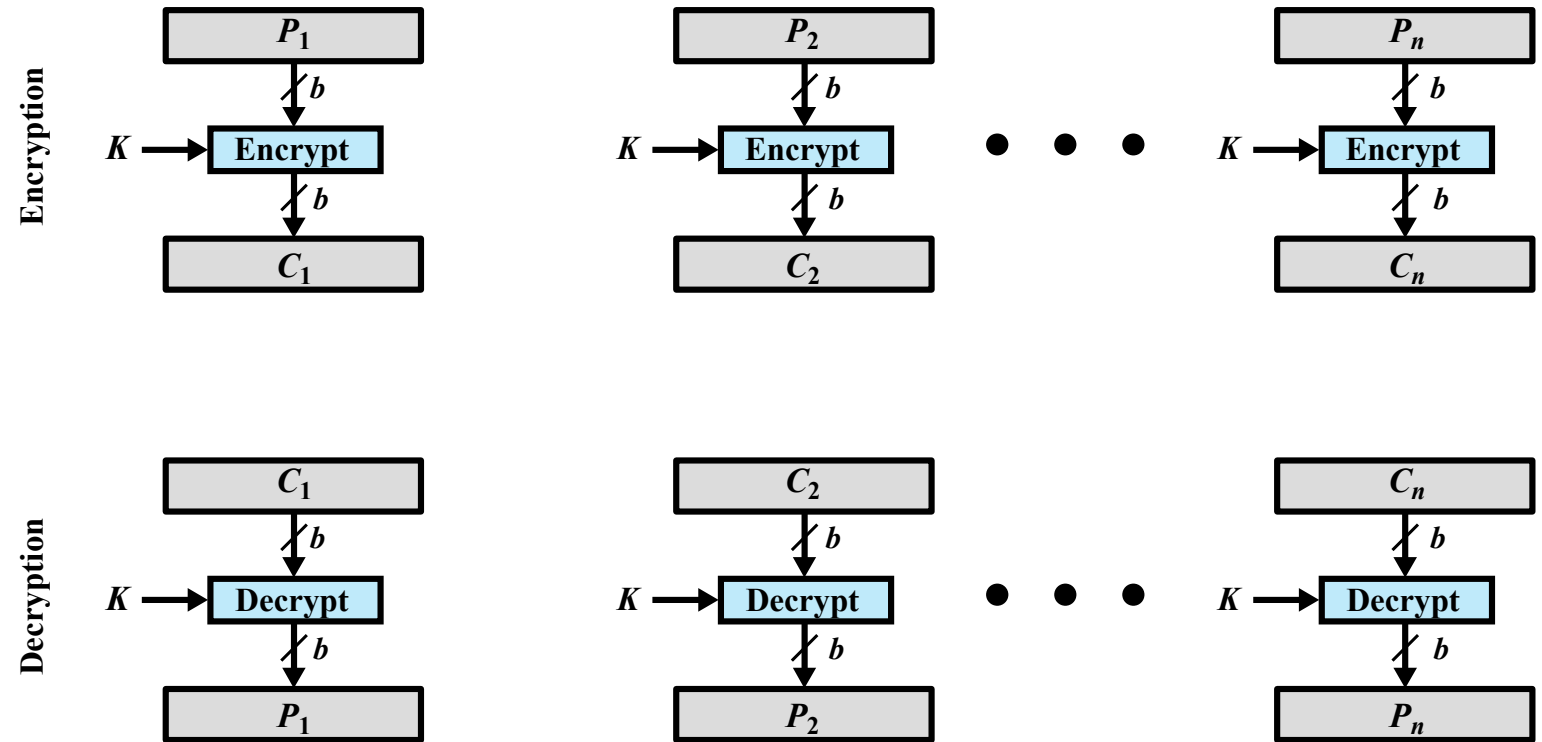 Encryption
P1 P2 Pn
b b b
K Encrypt K Encrypt • • • K Encrypt
b b b
C1 C2 Cn
Decryption
C1 C2 Cn
b b b
K Decrypt K Decrypt • • • K Decrypt
b b b
P1 P2 Pn